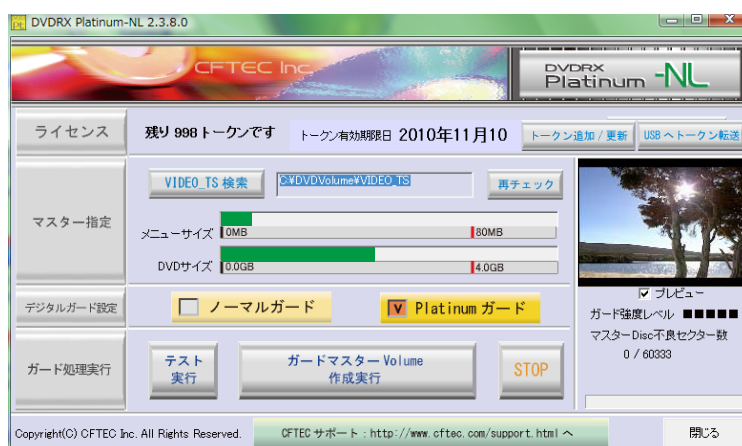 DVDRX Platinum-NL 2.3.8.0
CFTEC Inc.
DVDRX
Platinum -NL
ライセンス
残り 998 トークンです
トークン有効期限日 2010年11月10
トークン追加 / 更新
USB へトークン転送
マスター指定
VIDEO_TS 検索
C:¥DVDVolume¥VIDEO_TS
再チェック
メニューサイズ
0MB
80MB
DVDサイズ
0.0GB
4.0GB
プレビュー
デジタルガード設定
ノーマルガード
V Platinum ガード
ガード強度レベル ■■■■■
マスターDisc不良セクター数
0 / 60333
ガード処理実行
テスト
実行
ガードマスター Volume
作成実行
STOP
Copyright(C) CFTEC Inc. All Rights Reserved.
CFTEC サポート : http://www.cftec.com/support.html へ
閉じる